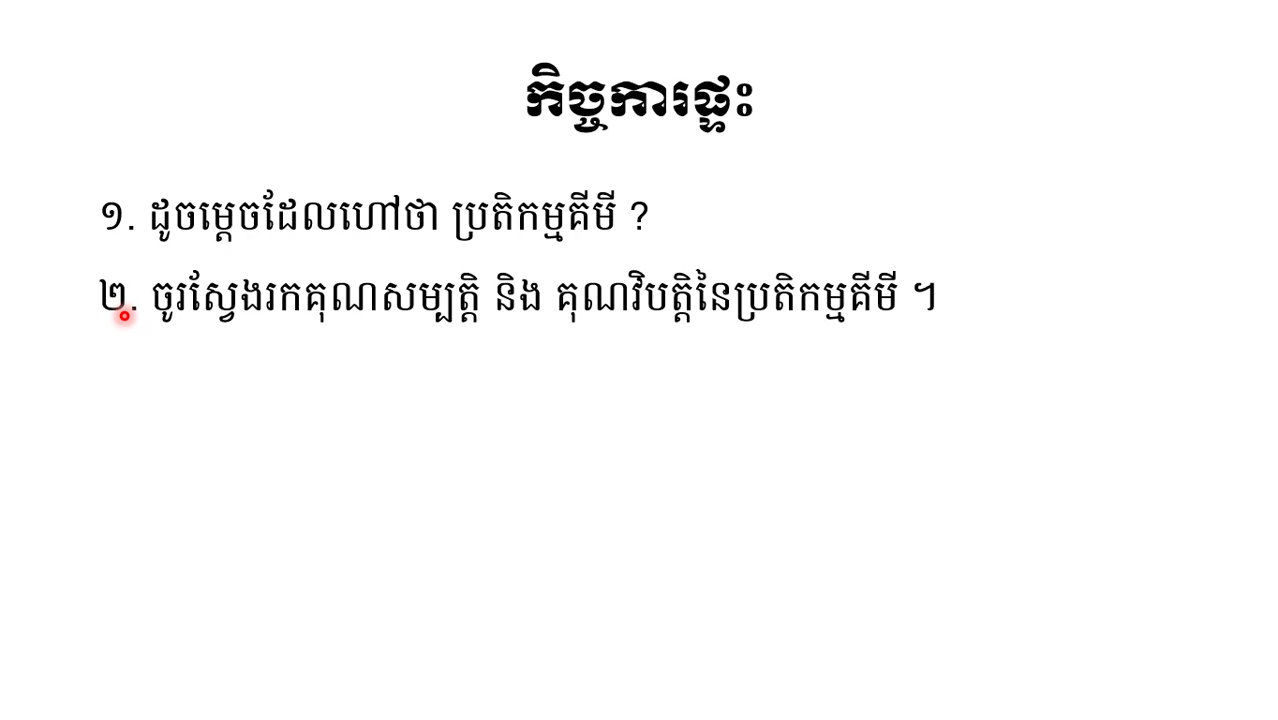 កិច្ចការផ្ទះ
១. ដូចម្ដេចដែលហៅថា ប្រតិកម្មគីមី ?
២. ចូរស្វែងរកគុណសម្បត្តិ និង គុណវិបត្តិនៃប្រតិកម្មគីមី ។